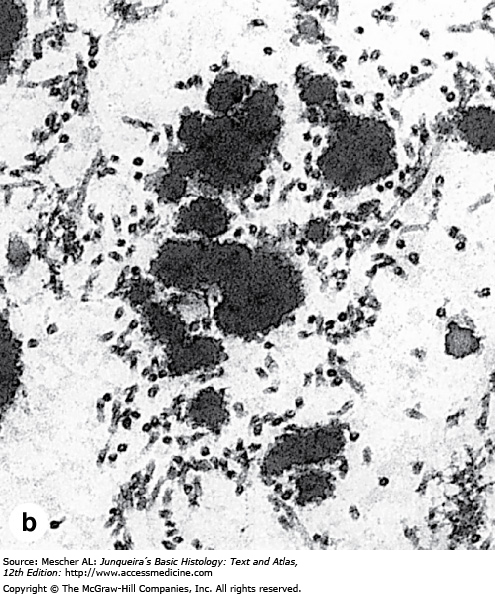 b
Source: Mescher AL: Junqueira´s Basic Histology: Text and Atlas,
12th Edition: http://www.accessmedicine.com
Copyright © The McGraw-Hill Companies, Inc. All rights reserved.